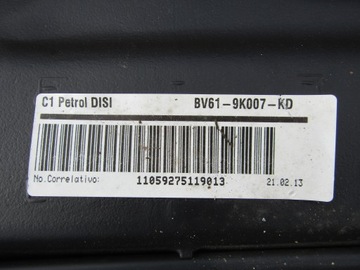 C1 Petrol DISI BV61-9K007-KD
No.Correlativo: 11059275119013 21.02.13